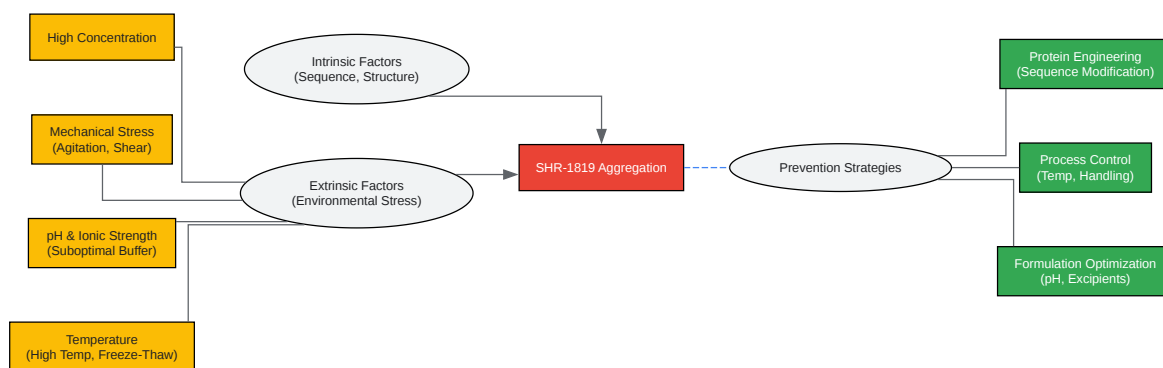 High Concentration
Mechanical Stress
(Agitation, Shear)
pH & Ionic Strength
(Suboptimal Buffer)
Temperature
(High Temp, Freeze-Thaw)
Intrinsic Factors
(Sequence, Structure)
Extrinsic Factors
(Environmental Stress)
SHR-1819 Aggregation
Prevention Strategies
Protein Engineering
(Sequence Modification)
Process Control
(Temp, Handling)
Formulation Optimization
(pH, Excipients)